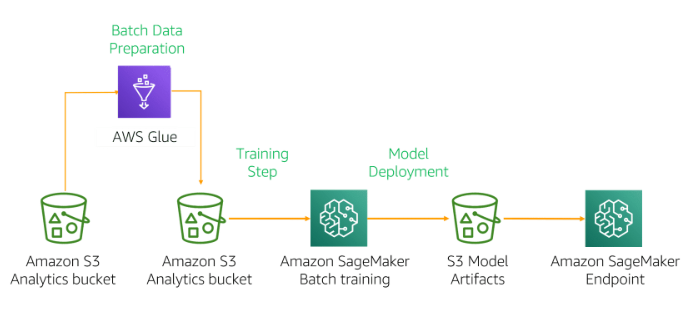 Batch Data
Preparation
AWS Glue
Training
Step
Model
Deployment
Amazon S3
Analytics bucket
Amazon S3
Analytics bucket
Amazon SageMaker
Batch training
S3 Model
Artifacts
Amazon SageMaker
Endpoint